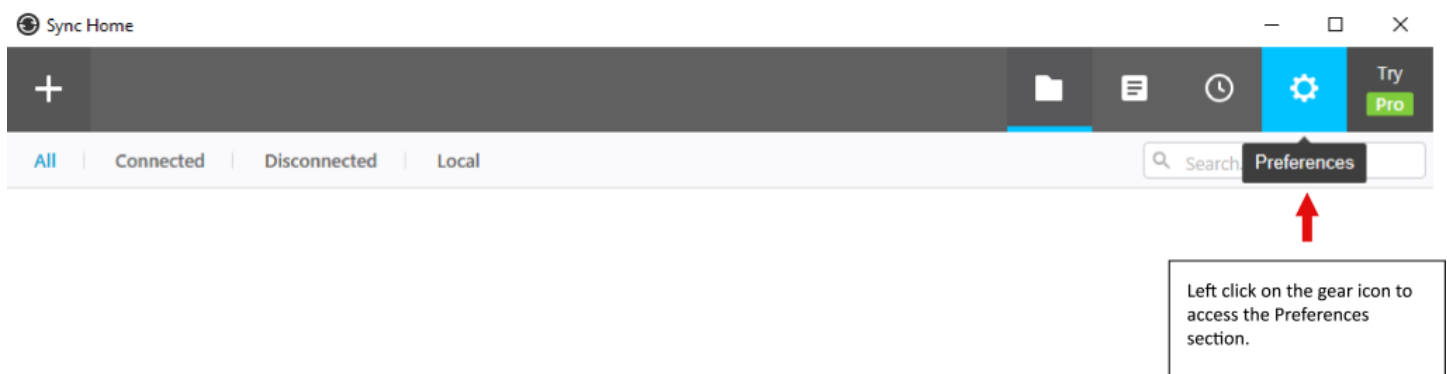 Sync Home
Try
Pro
All Connected Disconnected Local
Search.
Preferences
Left click on the gear icon to
access the Preferences
section.